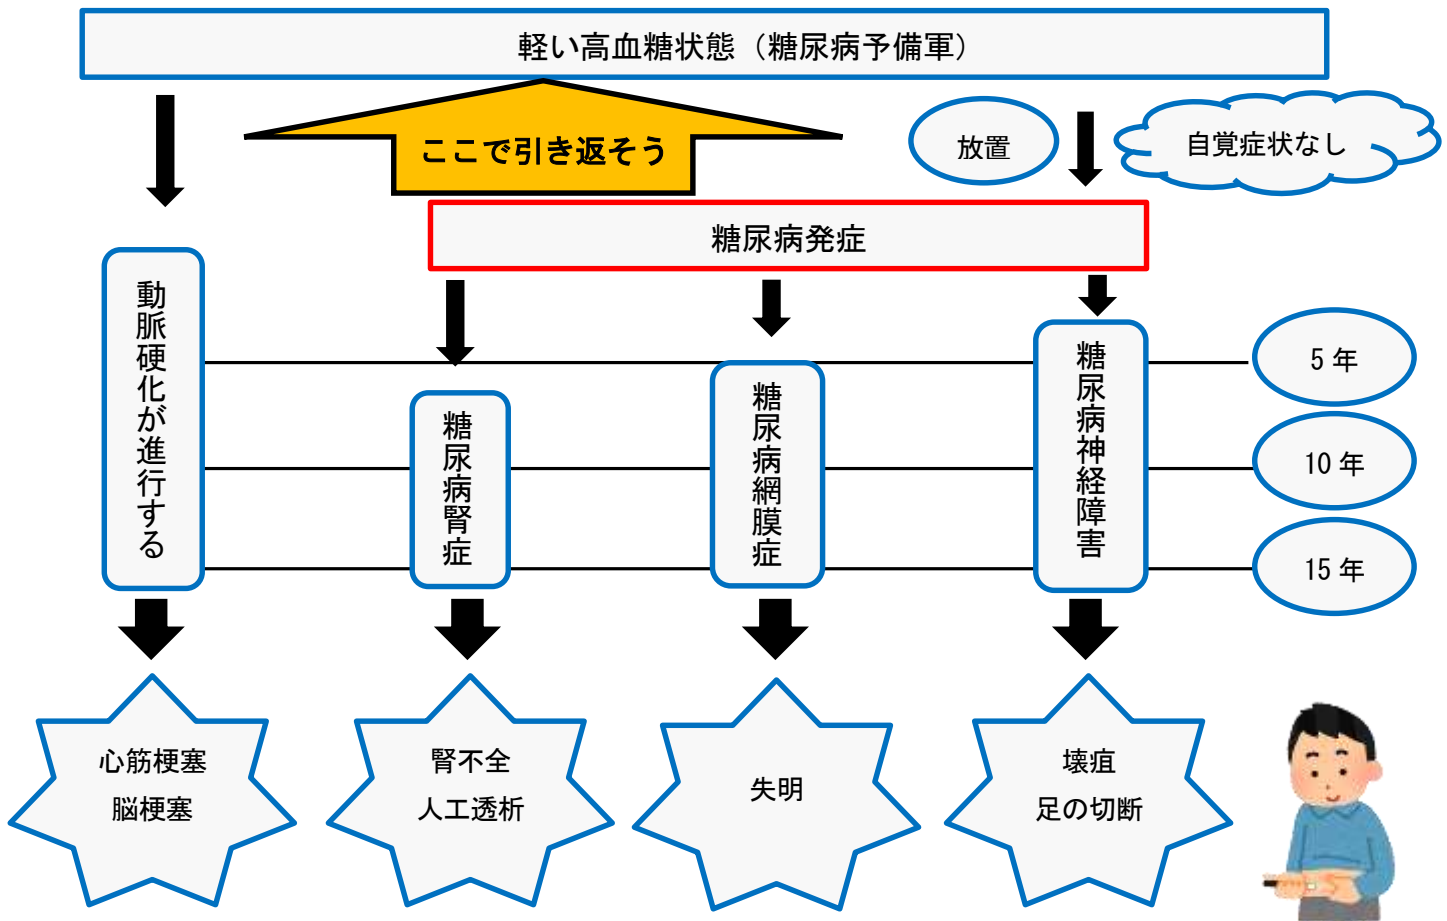 軽い高血糖状態（糖尿病予備軍）
ここで引き返そう
放置
自覚症状なし
糖尿病発症
動脈硬化が進行する
糖尿病腎症
糖尿病網膜症
糖尿病神経障害
5 年
10 年
15 年
心筋梗塞
脳梗塞
腎不全
人工透析
失明
壊疽
足の切断